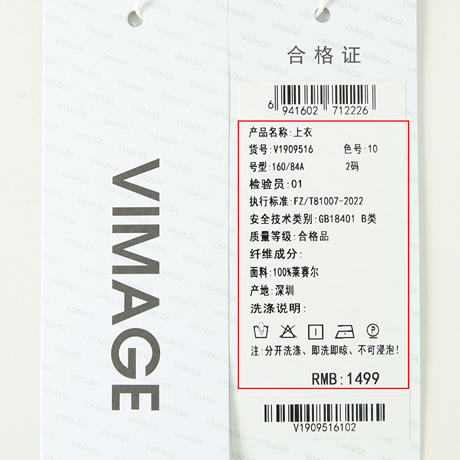 VIMAGE
合格证
6 941602 712226
产品名称:上衣
货号:V1909516 色号:10
号型:160/84A 2码
检验员:01
执行标准:FZ/T81007-2022
安全技术类别:GB18401 B类
质量等级:合格品
纤维成分:
面料:100%莱赛尔
产地:深圳
洗涤说明:
注:分开洗涤、即洗即晾、不可浸泡!
RMB:1499
V1909516102